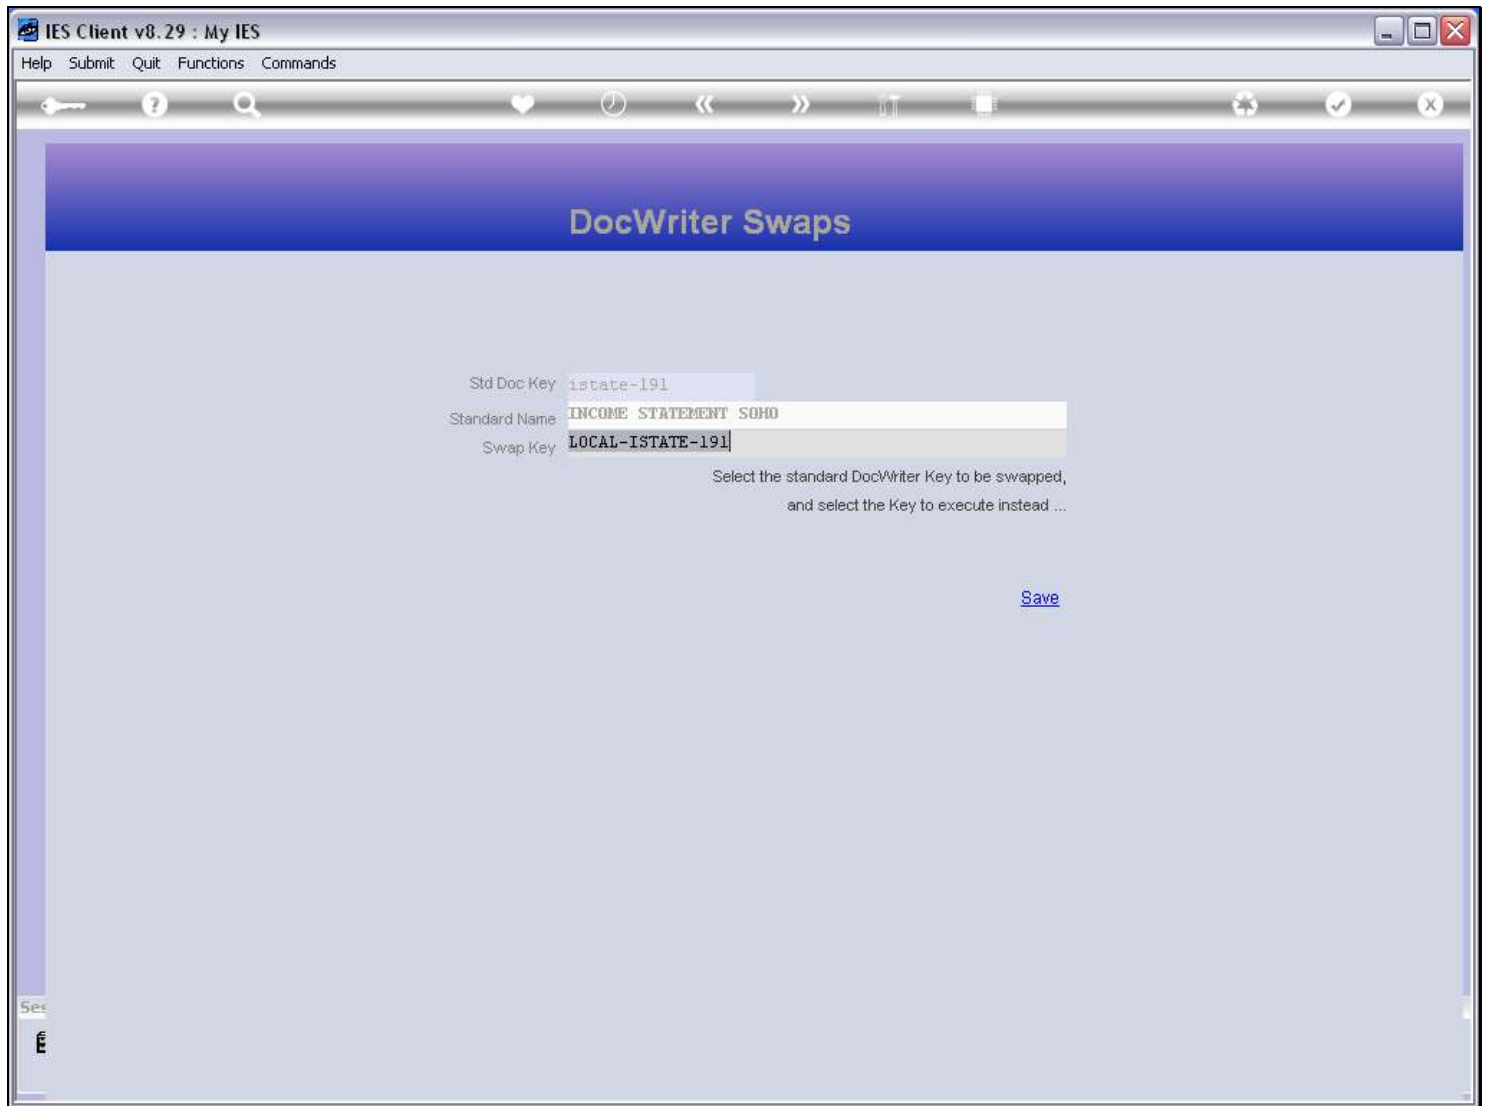 IES Client v8.29 : My IES
Help Submit Quit Functions Commands
DocWriter Swaps
Std Doc Key istate-191
Standard Name INCOME STATEMENT SOHO
Swap Key LOCAL-ISTATE-191
Select the standard DocWriter Key to be swapped,
and select the Key to execute instead ...
Save